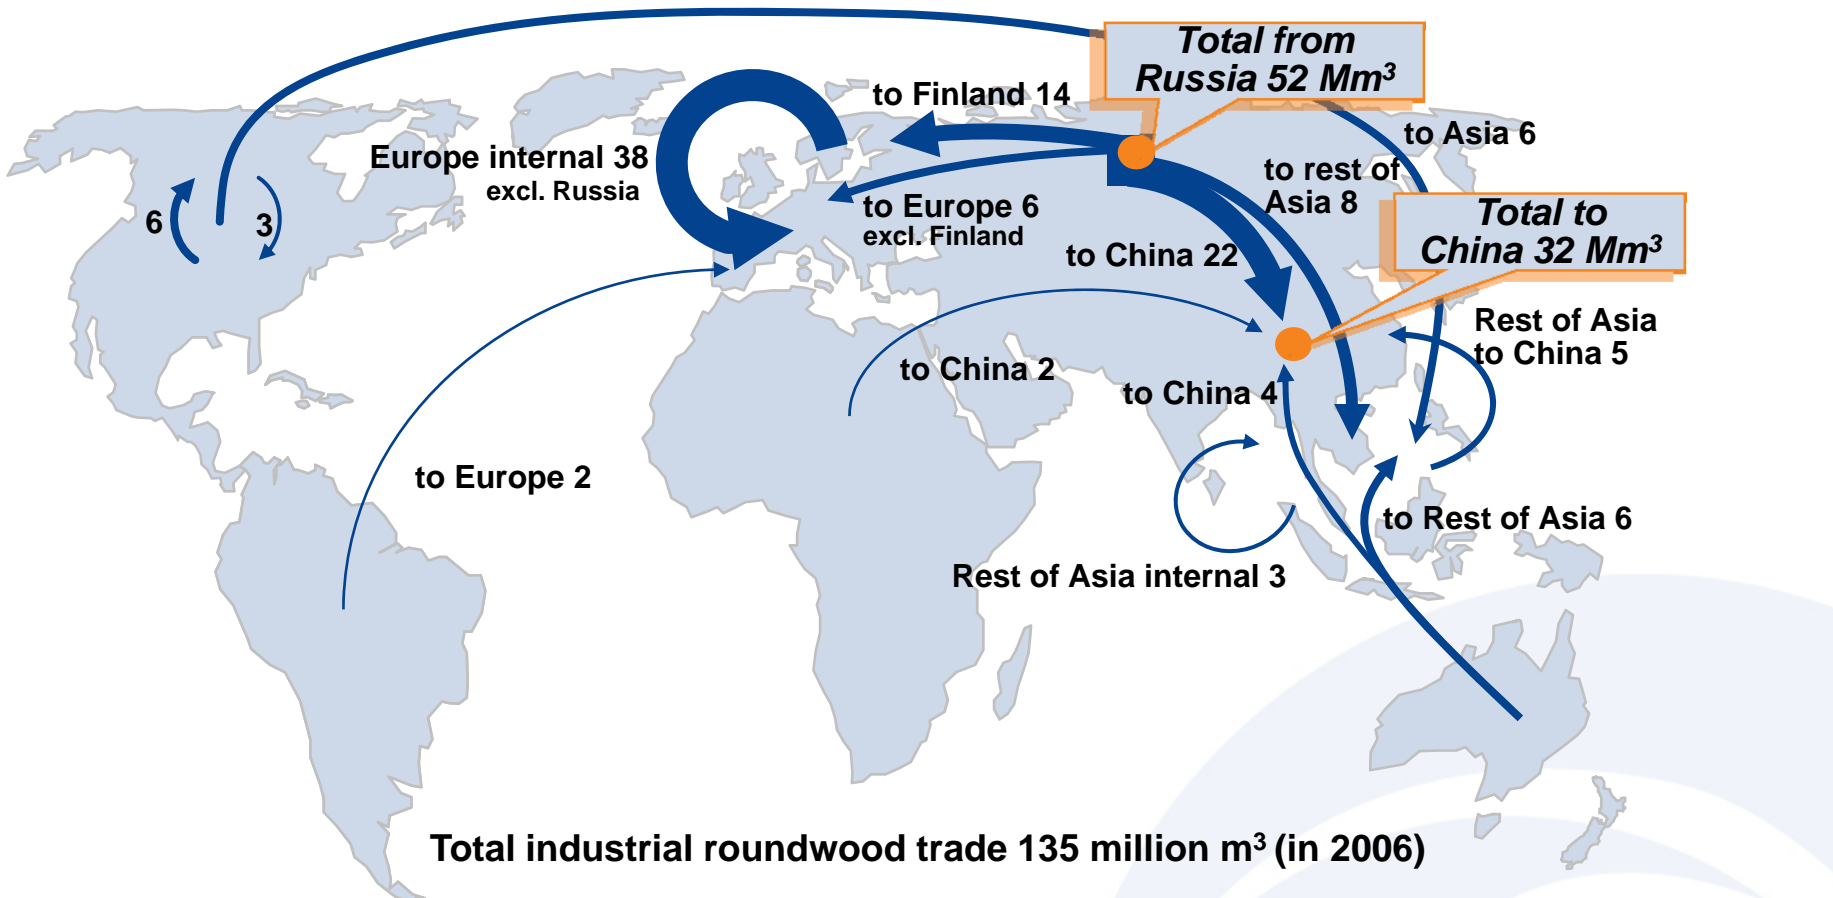 Total from
Russia 52 Mm³
to Finland 14
to Asia 6
Europe internal 38
excl. Russia
to rest of
Asia 8
to Europe 6
excl. Finland
6
3
Total to
China 32 Mm³
to China 22
Rest of Asia
to China 5
to China 2
to China 4
to Europe 2
to Rest of Asia 6
Rest of Asia internal 3
Total industrial roundwood trade 135 million m³ (in 2006)